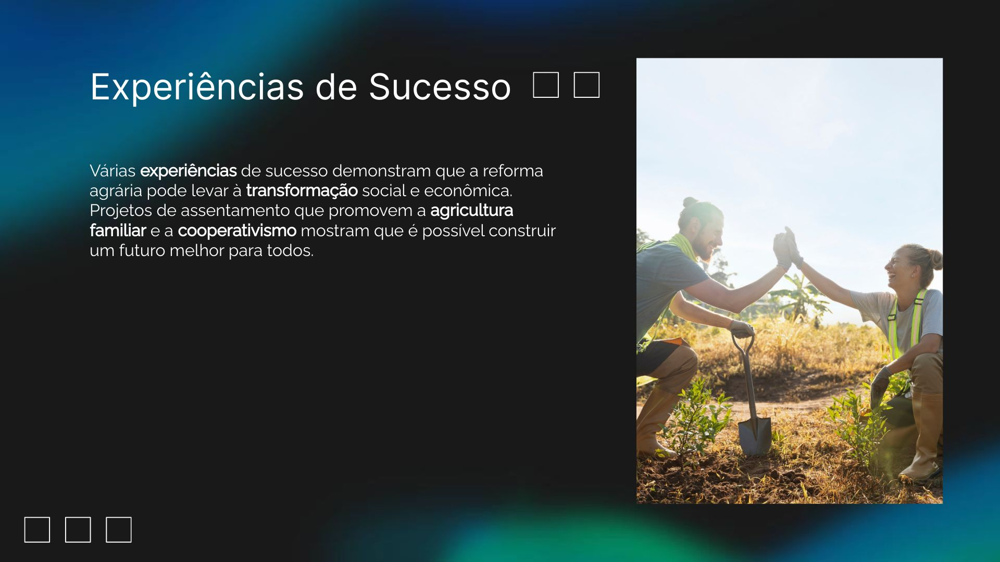 Experiências de Sucesso
Várias experiências de sucesso demonstram que a reforma
agrária pode levar à transformação social e econômica.
Projetos de assentamento que promovem a agricultura
familiar e a cooperativismo mostram que é possível construir
um futuro melhor para todos.